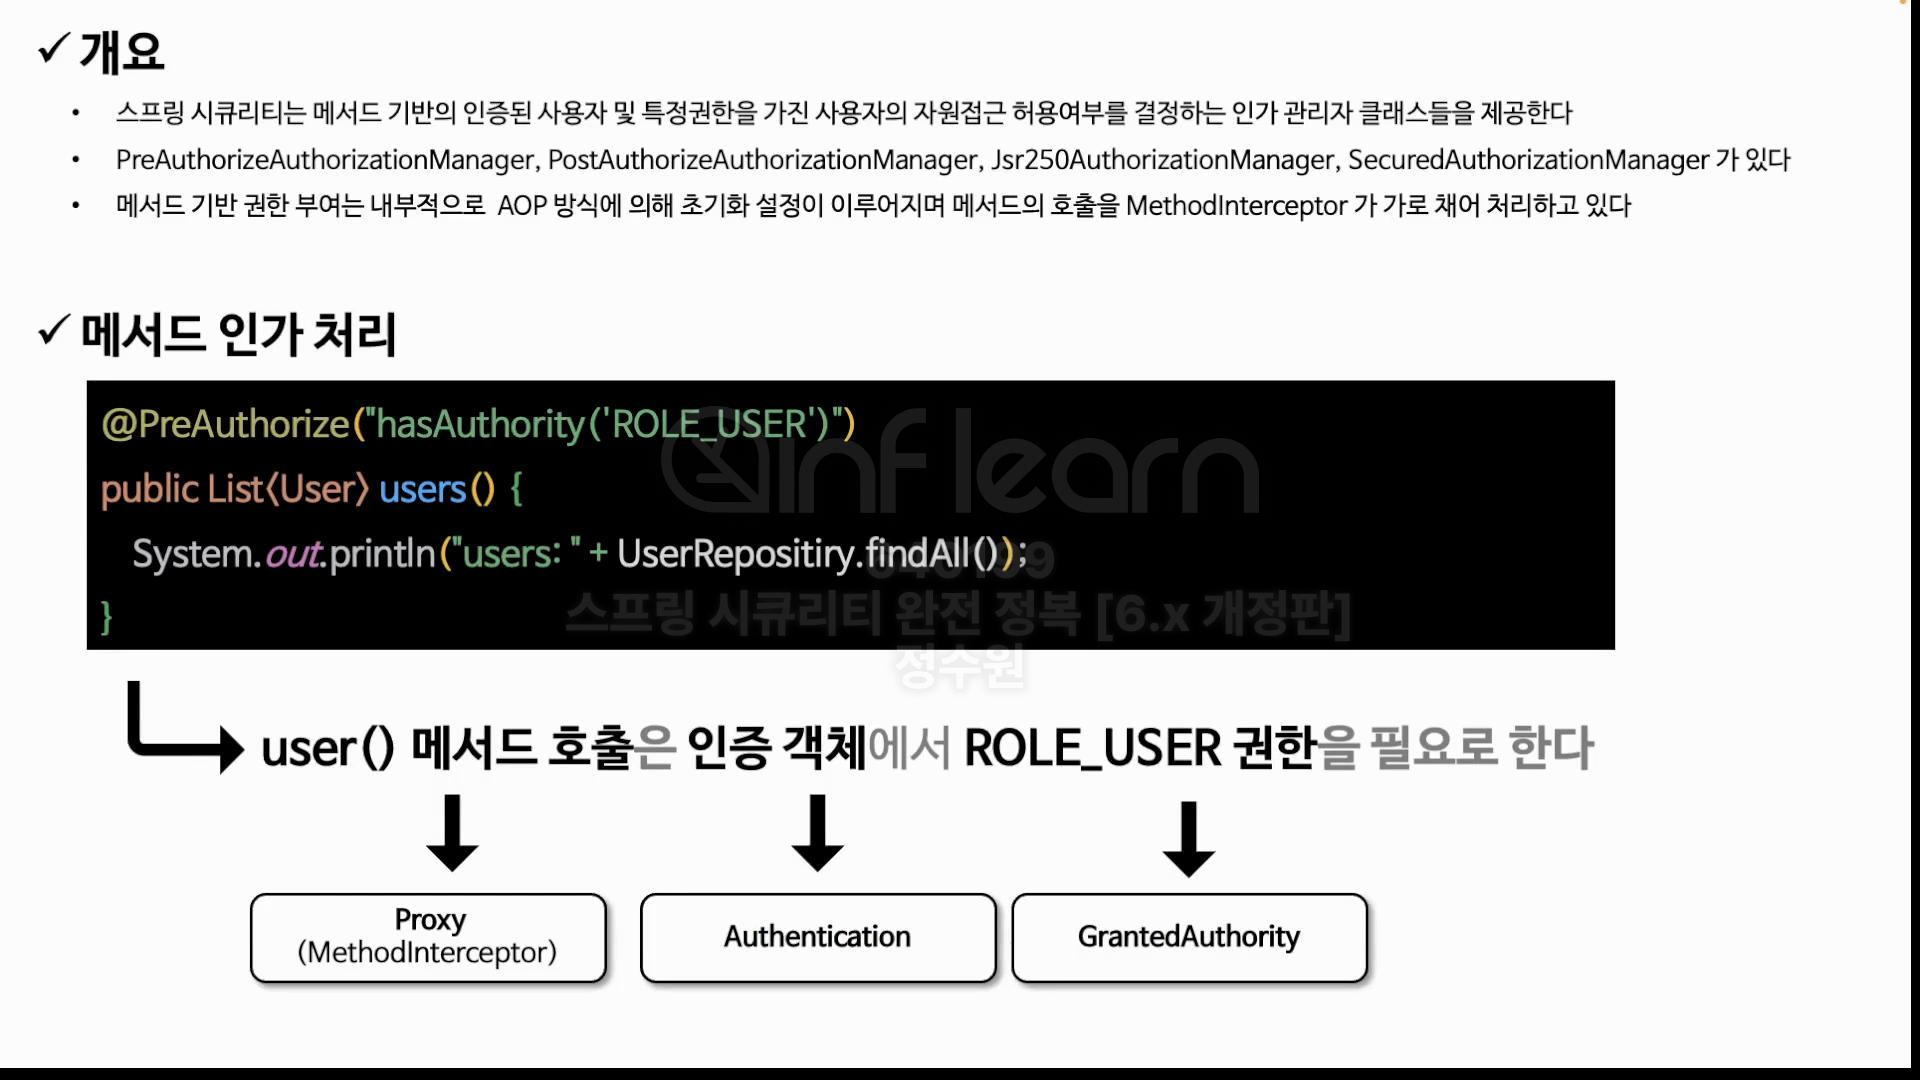 ✓ 개요
• 스프링 시큐리티는 메서드 기반의 인증된 사용자 및 특정권한을 가진 사용자의 자원접근 허용여부를 결정하는 인가 관리자 클래스들을 제공한다
• PreAuthorizeAuthorizationManager, PostAuthorizeAuthorizationManager, Jsr250AuthorizationManager, SecuredAuthorizationManager 가 있다
• 메서드 기반 권한 부여는 내부적으로 AOP 방식에 의해 초기화 설정이 이루어지며 메서드의 호출을 MethodInterceptor 가 가로 채어 처리하고 있다
✓ 메서드 인가 처리
@PreAuthorize("hasAuthority('ROLE_USER')")
public List<User> users() {
System.out.println("users: " + UserRepositiry.findAll());
}
inflearn
스프링 시큐리티 완전 정복 [6.x 개정판]
정수원
user() 메서드 호출은 인증 객체에서 ROLE_USER 권한을 필요로 한다
Proxy
(MethodInterceptor)
Authentication
GrantedAuthority